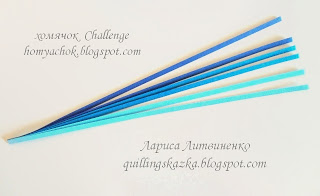 хомячок Challenge
homyachok.blogspot.com
Лариса Литвиненко
quillingskazka.blogspot.com